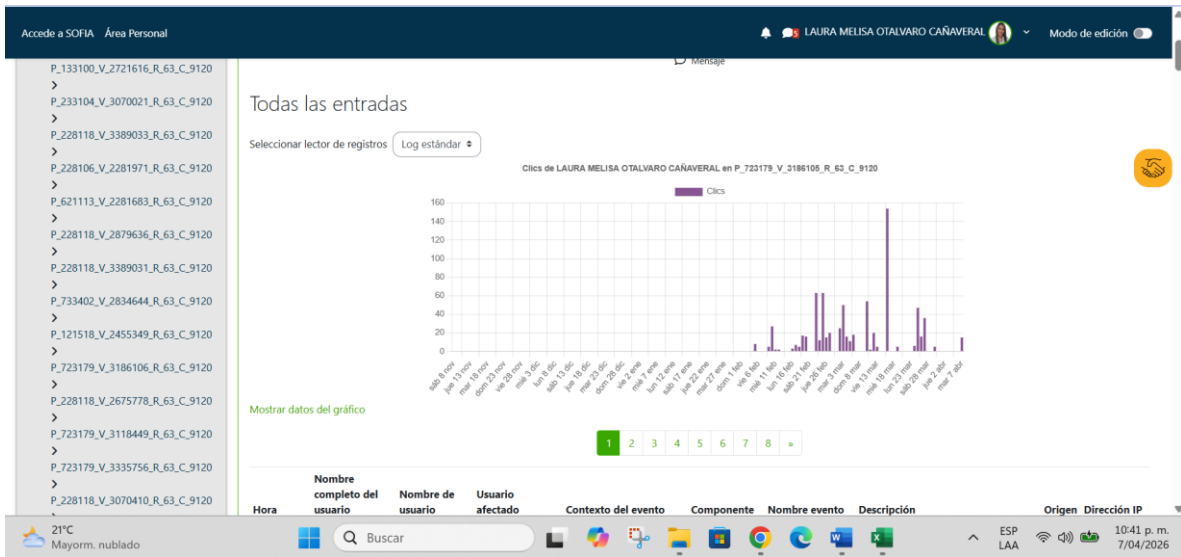 Accede a SOFIA Área Personal
5 LAURA MELISA OTALVARO CAÑAVERAL Modo de edición
P_133100_V_2721616_R_63_C_9120
P_233104_V_3070021_R_63_C_9120
P_228118_V_3389033_R_63_C_9120
P_228106_V_2281971_R_63_C_9120
P_621113_V_2281683_R_63_C_9120
P_228118_V_2879636_R_63_C_9120
P_228118_V_3389031_R_63_C_9120
P_733402_V_2834644_R_63_C_9120
P_121518_V_2455349_R_63_C_9120
P_723179_V_3186106_R_63_C_9120
P_228118_V_2675778_R_63_C_9120
P_723179_V_3118449_R_63_C_9120
P_723179_V_3335756_R_63_C_9120
P_228118_V_3070410_R_63_C_9120
Mensaje
Todas las entradas
Seleccionar lector de registros Log estándar
Clics de LAURA MELISA OTALVARO CAÑAVERAL en P_723179_V_3186105_R_63_C_9120
Clics
160
140
120
100
80
60
40
20
0
sáb 8 nov
jue 13 nov
mar 18 nov
dom 23 nov
vie 28 nov
mié 3 dic
lun 8 dic
sáb 13 dic
jue 18 dic
mar 23 dic
dom 28 dic
vie 2 ene
mié 7 ene
lun 12 ene
sáb 17 ene
jue 22 ene
mar 27 ene
dom 1 feb
vie 6 feb
mié 11 feb
lun 16 feb
sáb 21 feb
jue 26 feb
mar 3 mar
dom 8 mar
vie 13 mar
mié 18 mar
lun 23 mar
sáb 28 mar
jue 2 abr
mar 7 abr
Mostrar datos del gráfico
1 2 3 4 5 6 7 8 »
Hora
Nombre completo del usuario
Nombre de usuario
Usuario afectado
Contexto del evento
Componente
Nombre evento
Descripción
Origen
Dirección IP
21°C
Mayorm. nublado
Buscar
ESP
LAA
10:41 p. m.
7/04/2026